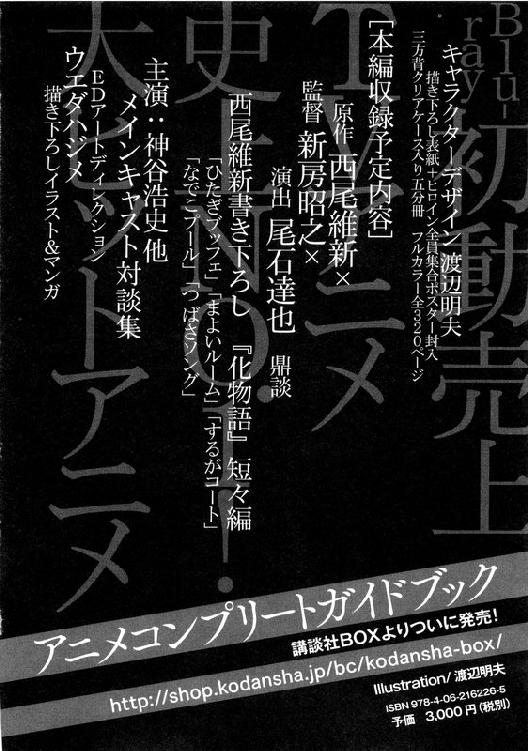 Blu-ray初動売上
TVアニメ
史上NO.1!
大ヒットアニメ
キャラクターデザイン 渡辺明夫
描き下ろし表紙+ヒロイン全員集合ポスター封入
三方背クリアケース入り五分冊 フルカラー全320ページ
[本編収録予定内容]
原作 西尾維新×
監督 新房昭之×
演出 尾石達也 鼎談
西尾維新書き下ろし『化物語』短々編
「ひたぎブッフェ」「まよいルーム」「するがコート」
「なでこプール」「つばさソング」
主演:神谷浩史 他
メインキャスト対談集
EDアートディレクション
ウエダハジメ
描き下ろしイラスト&マンガ
アニメコンプリートガイドブック
講談社BOXよりついに発売!
http://shop.kodansha.jp/bc/kodansha-box/
Illustration/ 渡辺明夫
ISBN 978-4-06-216226-5
予価 3,000円(税別)